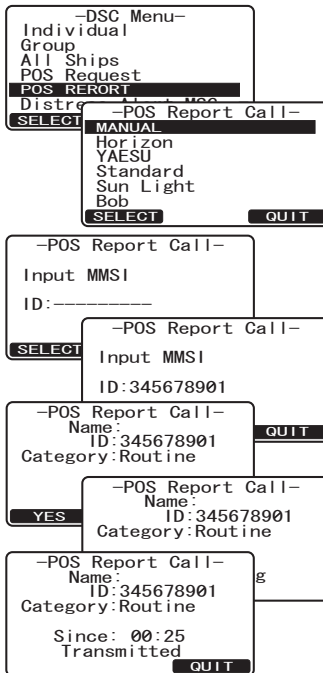 -DSC Menu-
Individual
Group
All Ships
POS Request
POS RERORT
Distress Alert MSG
SELECT
-POS Report Call-
MANUAL
Horizon
YAESU
Standard
Sun Light
Bob
SELECT QUIT
-POS Report Call-
Input MMSI
ID:---------
SELECT
-POS Report Call-
Input MMSI
ID:345678901
QUIT
-POS Report Call-
Name:
ID:345678901
Category:Routine
YES
-POS Report Call-
Name:
ID:345678901
Category:Routine
g
-POS Report Call-
Name:
ID:345678901
Category:Routine
Since: 00:25
Transmitted
QUIT